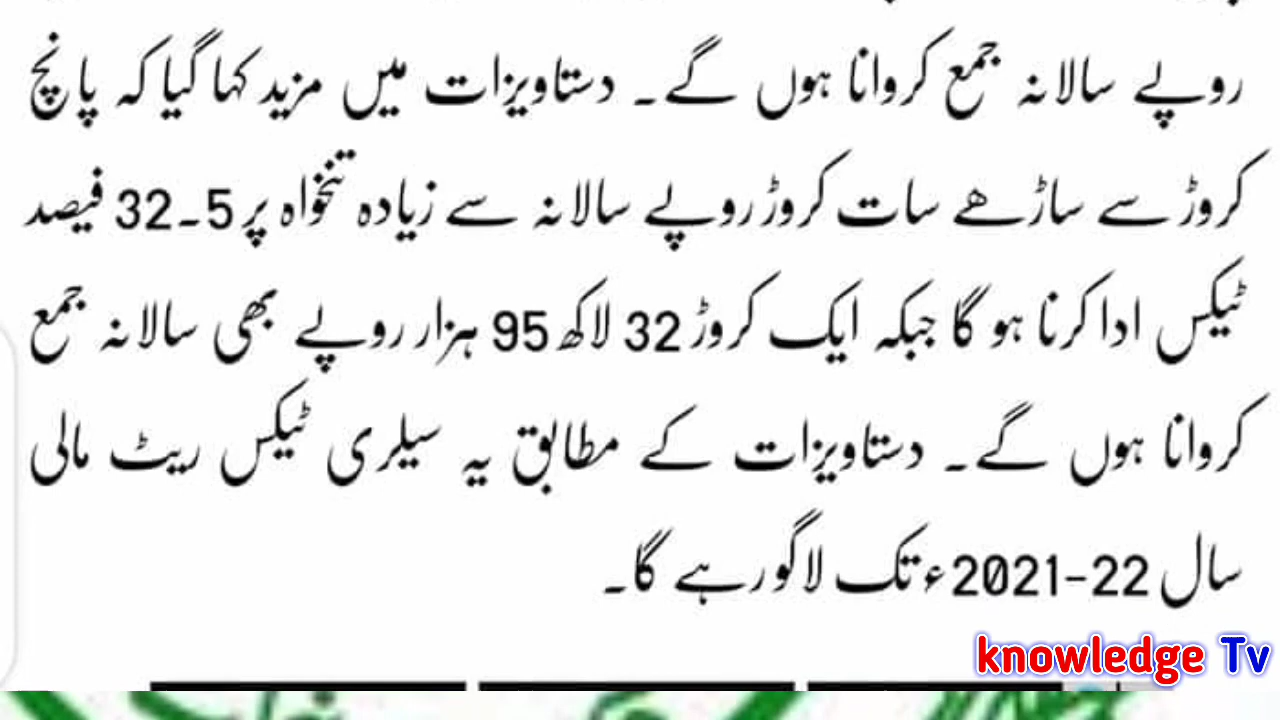 روپے سالانہ جمع کروانا ہوں گے۔ دستاویزات میں مزید کہا گیا کہ پانچ
کروڑ سے ساڑھے سات کروڑ روپے سالانہ سے زیادہ تنخواہ پر 5۔32 فیصد
ٹیکس ادا کرنا ہو گا جبکہ ایک کروڑ 32 لاکھ 95 ہزار روپے بھی سالانہ جمع
کروانا ہوں گے۔ دستاویزات کے مطابق یہ سیلری ٹیکس ریٹ مالی
سال 22-2021ء تک لاگو رہے گا۔
knowledge Tv